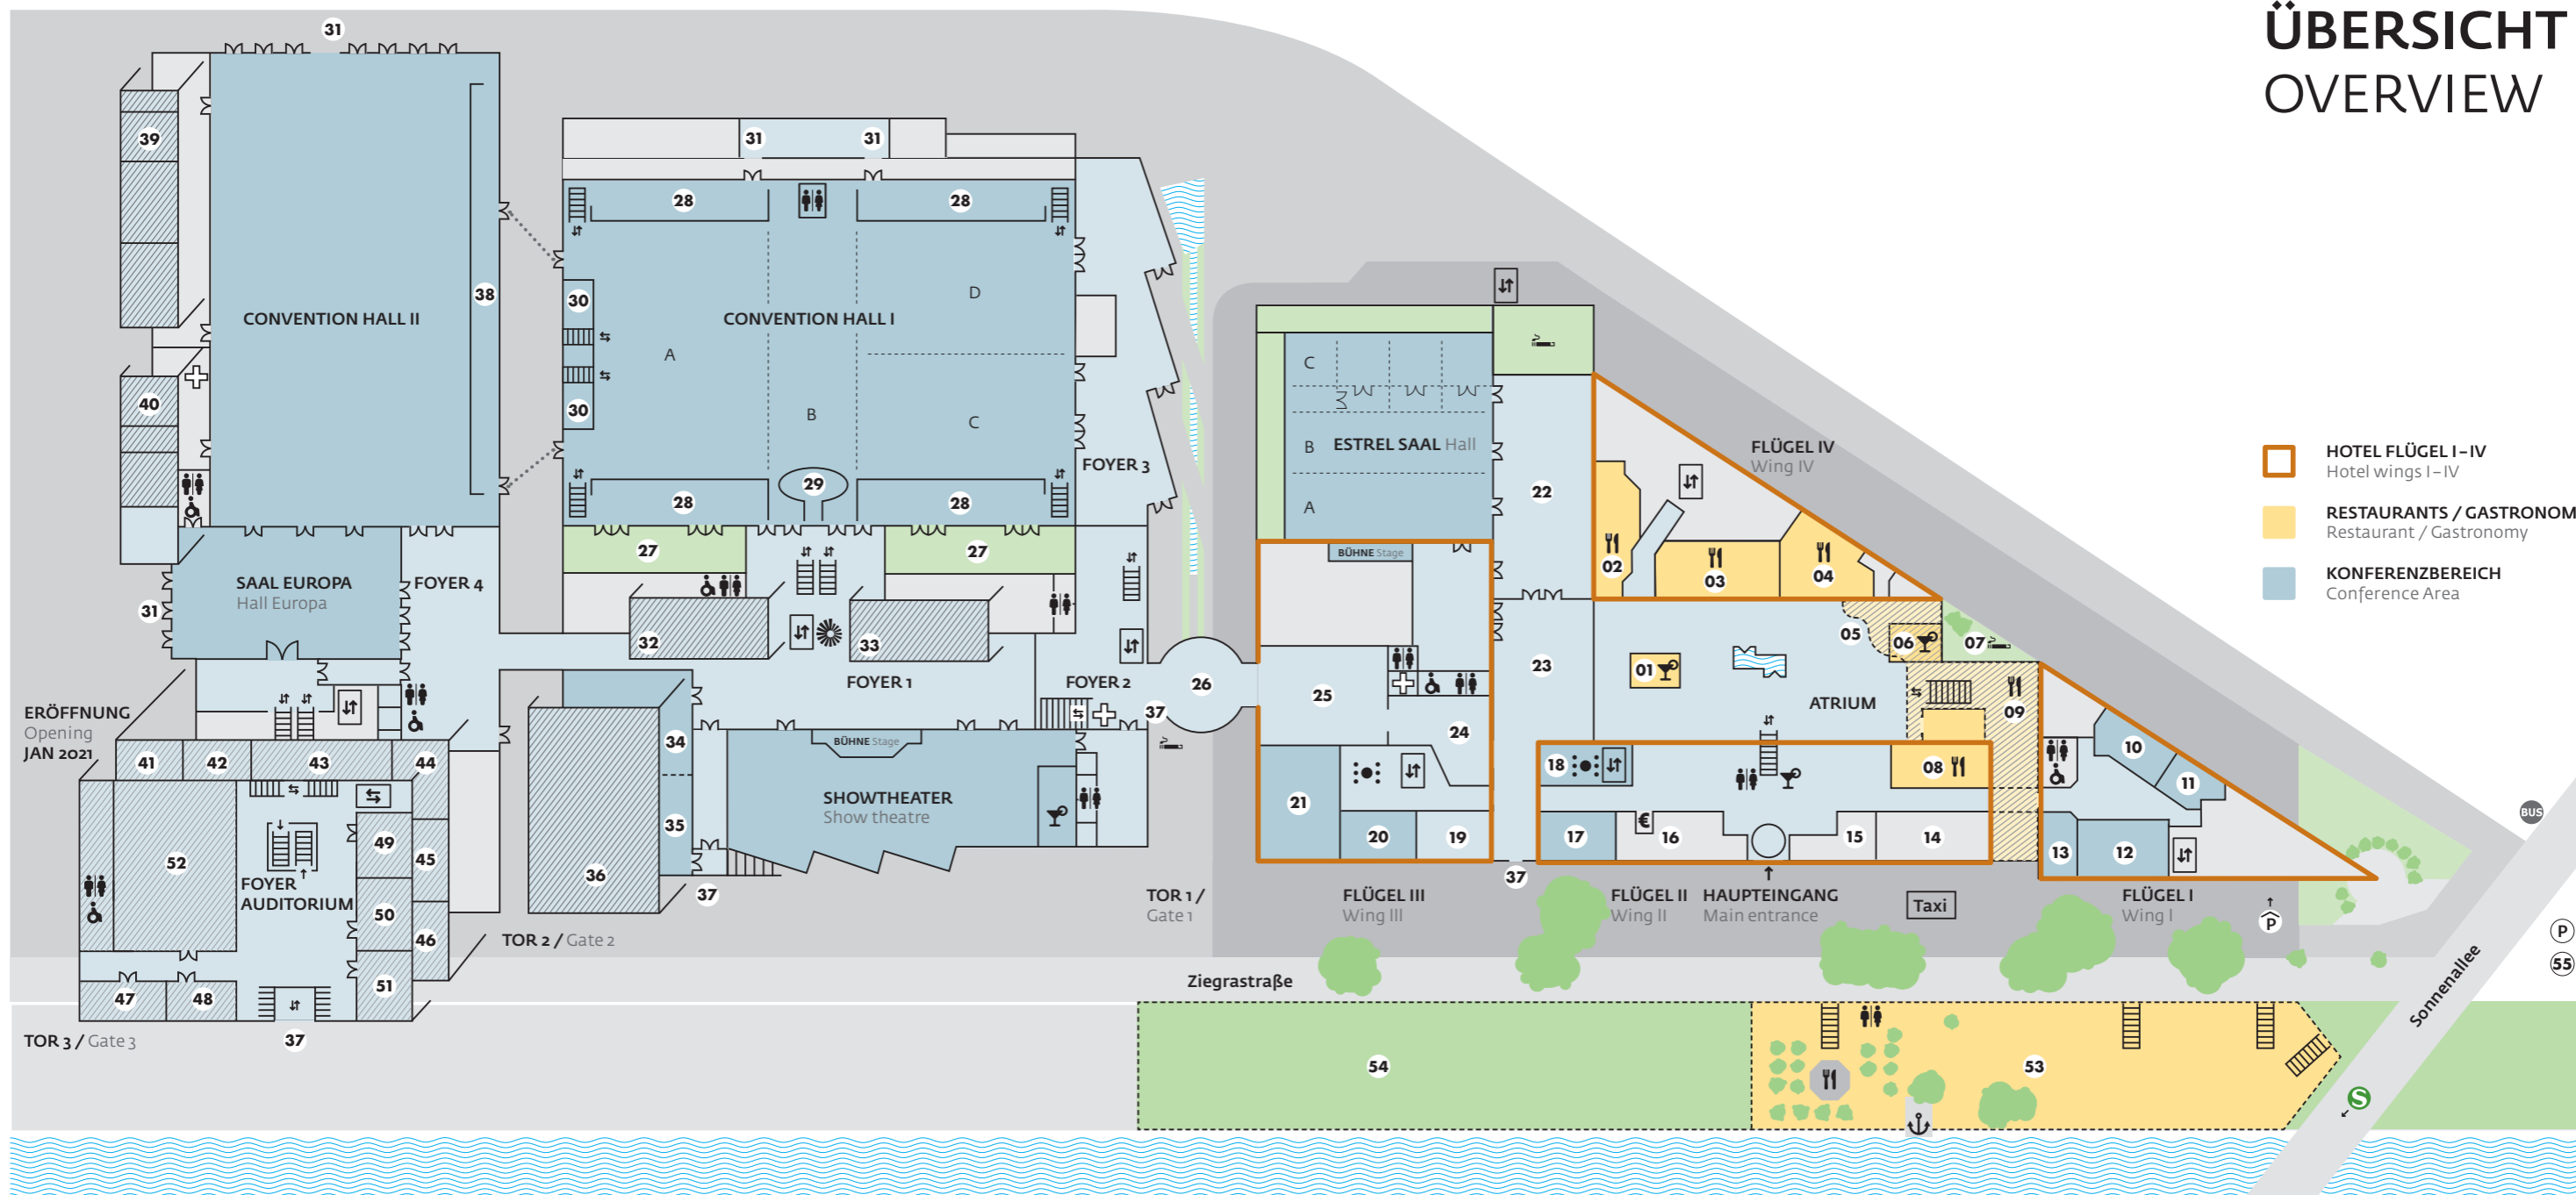 ÜBERSICHT
OVERVIEW
31
39
38
CONVENTION HALL II
40
31
31
28
28
30
D
CONVENTION HALL I
A
30
B
C
FOYER 3
29
28
28
27
27
SAAL EUROPA
Hall Europa
FOYER 4
31
32
33
FOYER 1
FOYER 2
26
37
ERÖFFNUNG
Opening
JAN 2021
34
BÜHNE Stage
35
SHOWTHEATER
Show theatre
36
37
41
42
43
44
52
FOYER
AUDITORIUM
49
45
50
46
51
47
48
37
TOR 2 / Gate 2
TOR 3 / Gate 3
TOR 1 /
Gate 1
C
B
ESTREL SAAL Hall
A
22
BÜHNE Stage
25
23
24
21
20
19
37
FLÜGEL IV
Wing IV
02
03
04
05
06
07
01
ATRIUM
09
18
08
17
€
16
15
14
10
11
13
12
FLÜGEL III
Wing III
FLÜGEL II
Wing II
HAUPTEINGANG
Main entrance
Taxi
FLÜGEL I
Wing I
P
BUS
P
55
Ziegrastraße
Sonnenallee
54
53
S
HOTEL FLÜGEL I – IV
Hotel wings I – IV
RESTAURANTS / GASTRONOM
Restaurant / Gastronomy
KONFERENZBEREICH
Conference Area